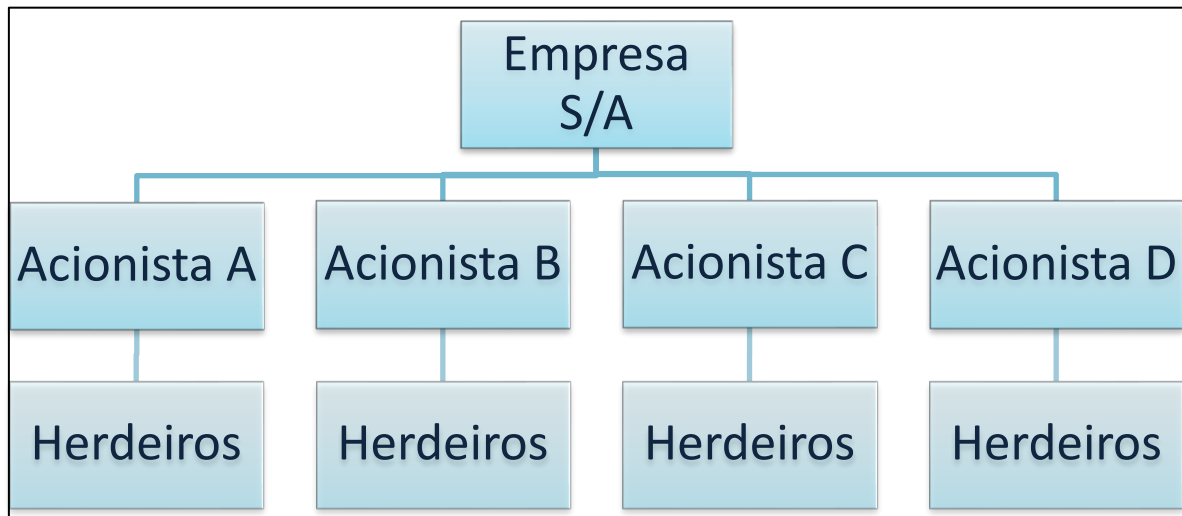 Empresa
S/A
Acionista A
Acionista B
Acionista C
Acionista D
Herdeiros
Herdeiros
Herdeiros
Herdeiros